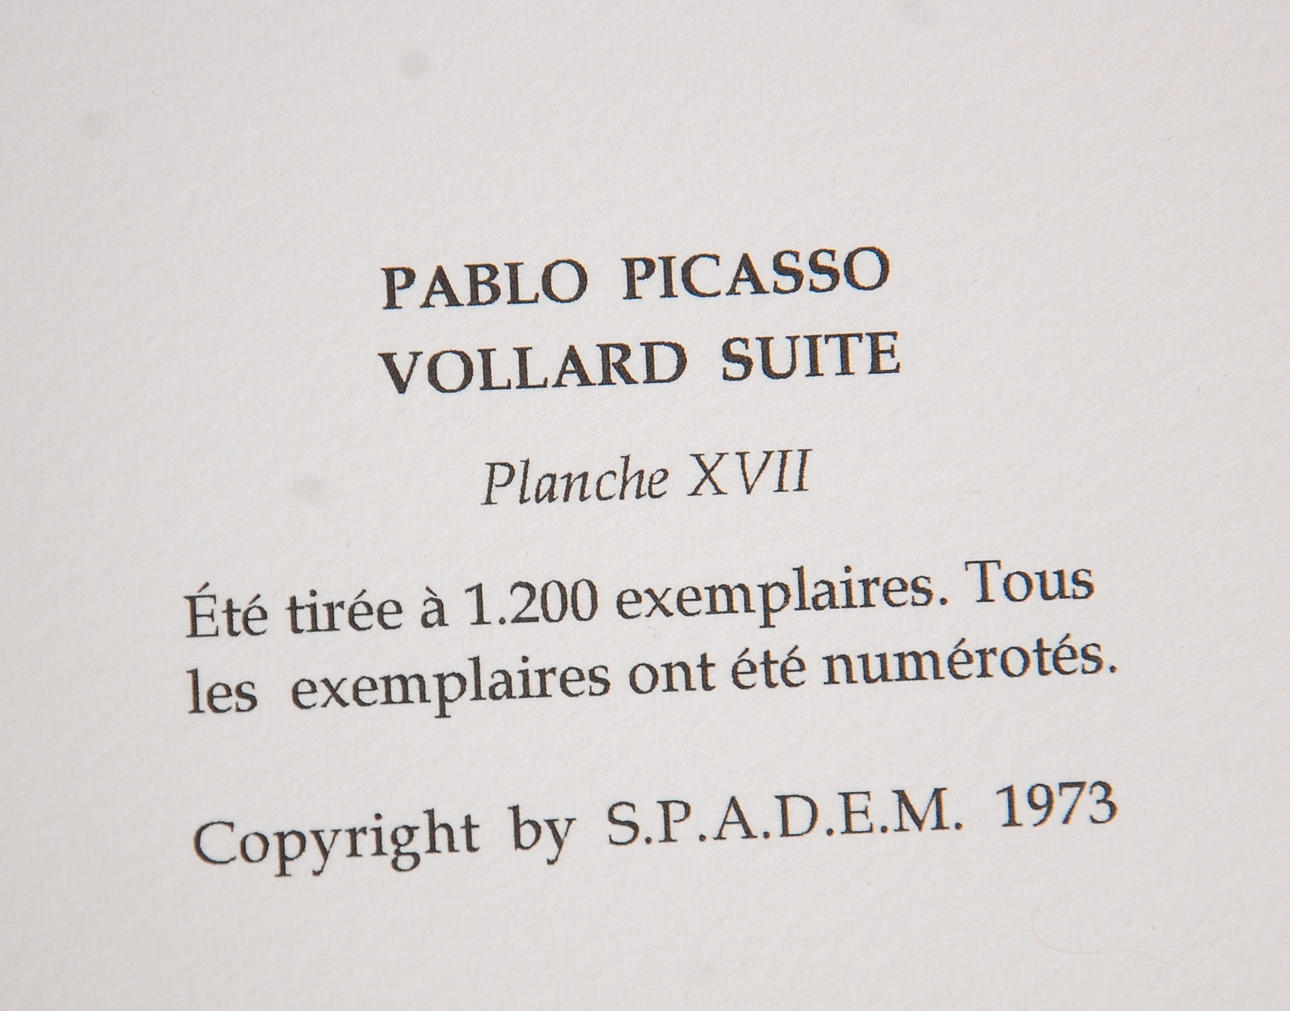 PABLO PICASSO
VOLLARD SUITE
Planche XVII
Été tirée à 1.200 exemplaires. Tous
les exemplaires ont été numérotés.
Copyright by S.P.A.D.E.M. 1973